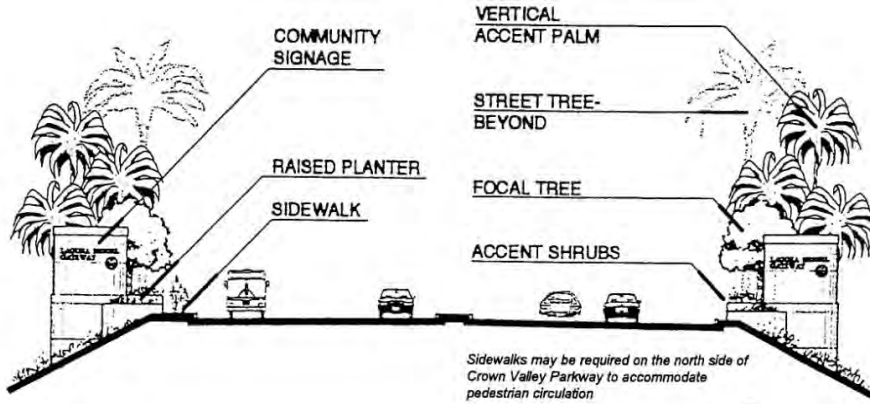 COMMUNITY
SIGNAGE
RAISED PLANTER
SIDEWALK
VERTICAL
ACCENT PALM
STREET TREE-
BEYOND
FOCAL TREE
ACCENT SHRUBS
Sidewalks may be required on the north side of
Crown Valley Parkway to accommodate
pedestrian circulation